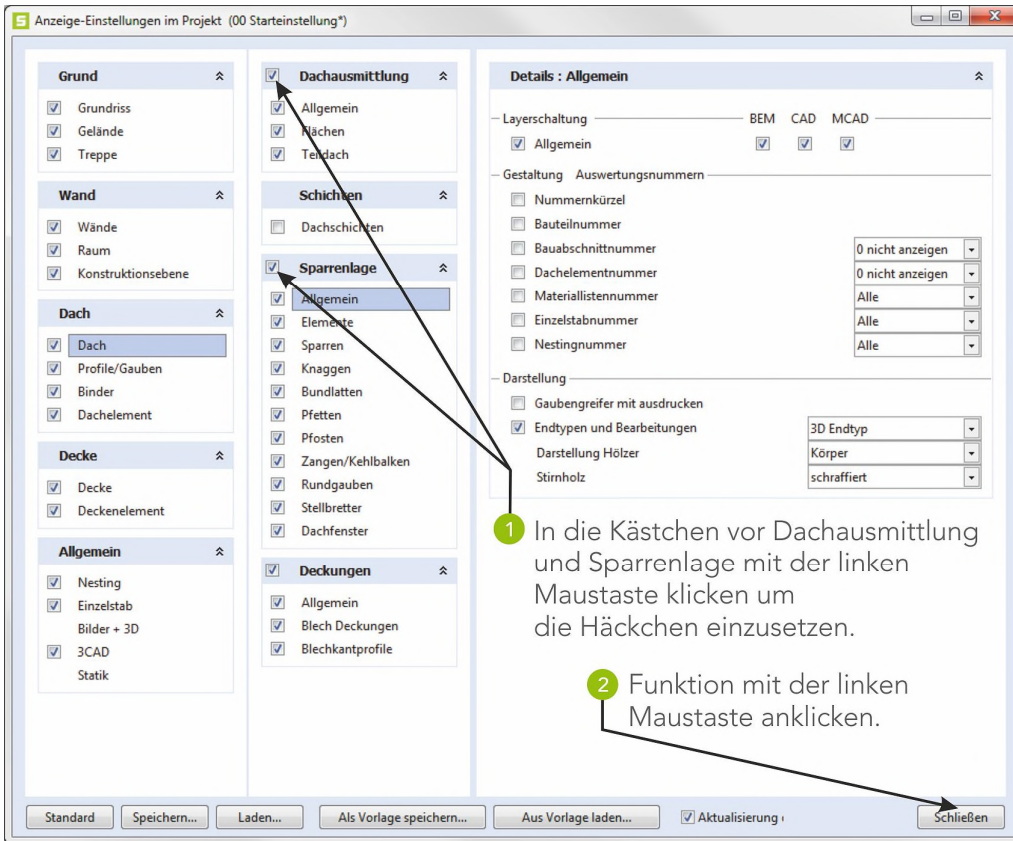 Anzeige-Einstellungen im Projekt (00 Starteinstellung*)
Grund
Grundriss
Gelände
Treppe
Wand
Wände
Raum
Konstruktionsebene
Dach
Dach
Profile/Gauben
Binder
Dachelement
Decke
Decke
Deckenelement
Allgemein
Nesting
Einzelstab
Bilder + 3D
3CAD
Statik
Dachausmittlung
Allgemein
Flächen
Teildach
Schichten
Dachschichten
Sparrenlage
Allgemein
Elemente
Sparren
Knaggen
Bundlatten
Pfetten
Pfosten
Zangen/Kehlbalken
Rundgauben
Stellbretter
Dachfenster
Deckungen
Allgemein
Blech Deckungen
Blechkantprofile
Details : Allgemein
Layerschaltung BEM CAD MCAD
Allgemein
Gestaltung Auswertungsnummern
Nummernkürzel
Bauteilnummer
Bauabschnittnummer 0 nicht anzeigen
Dachelementnummer 0 nicht anzeigen
Materiallistennummer Alle
Einzelstabnummer Alle
Nestingnummer Alle
Darstellung
Gaubengreifer mit ausdrucken
Endtypen und Bearbeitungen 3D Endtyp
Darstellung Hölzer Körper
Stirnholz schraffiert
1 In die Kästchen vor Dachausmittlung
und Sparrenlage mit der linken
Maustaste klicken um
die Häckchen einzusetzen.
2 Funktion mit der linken
Maustaste anklicken.
Standard Speichern... Laden... Als Vorlage speichern... Aus Vorlage laden... Aktualisierung Schließen